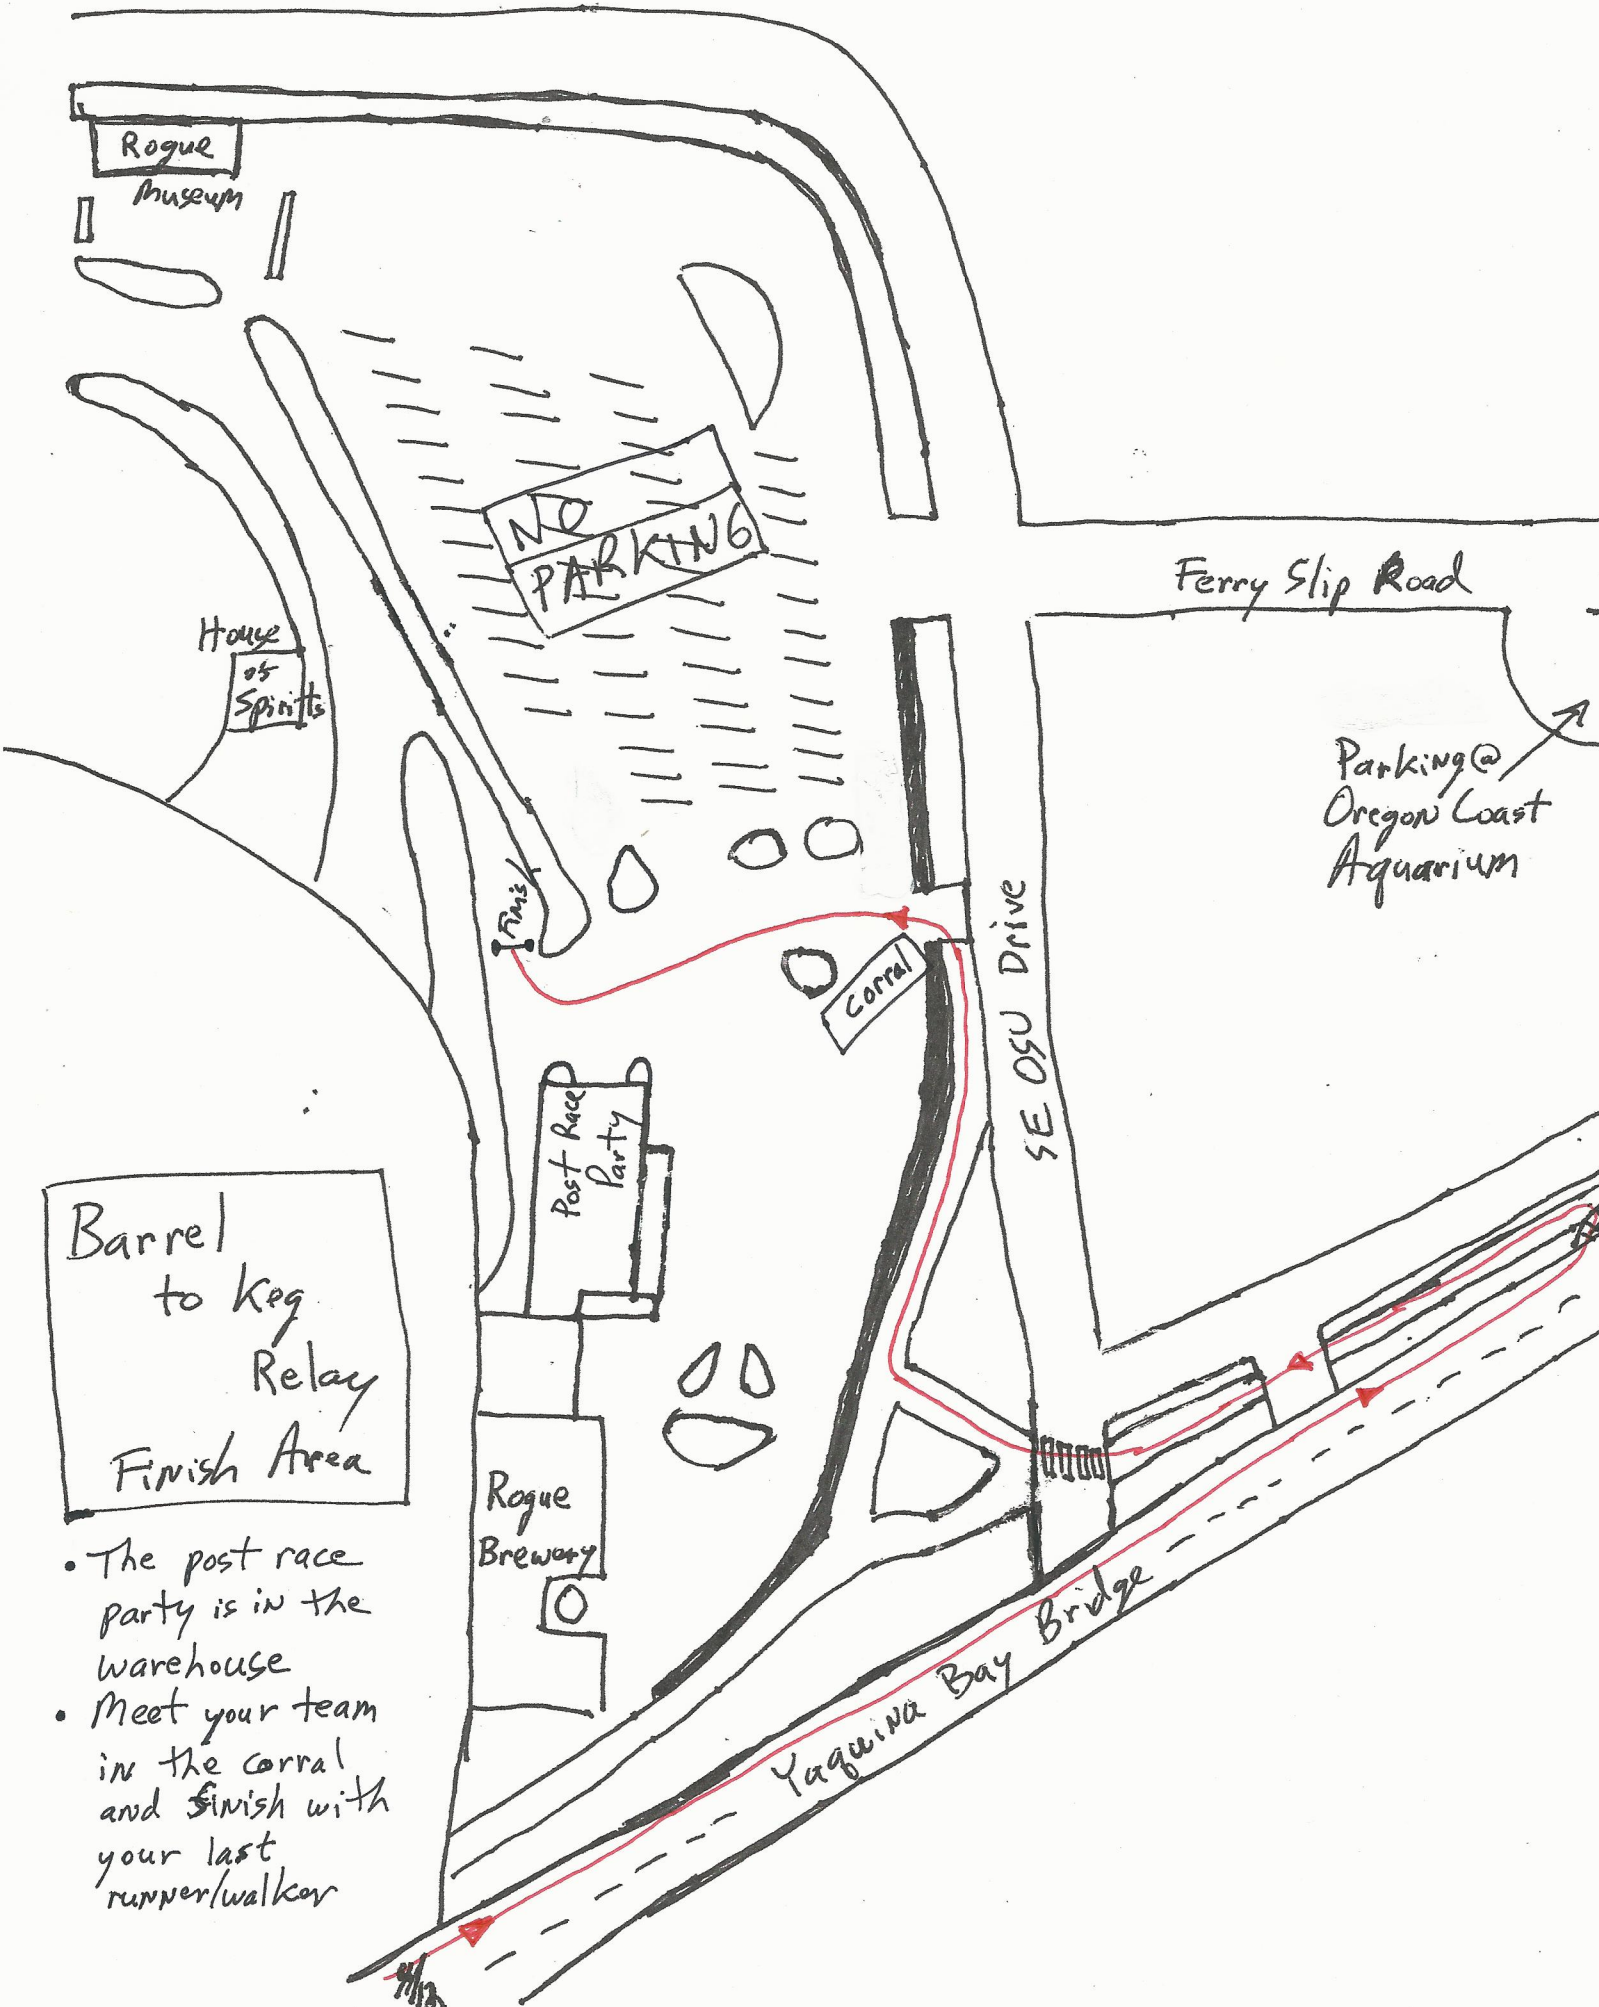 Rogue
Museum
NO
PARKING
Ferry Slip Road
House
of
Spirits
Parking@
Oregon Coast
Aquarium
Finish
SE OSU Drive
Corral
Post Race
Party
Barrel
to Keg
Relay
Finish Area
Rogue
Brewery
• The post race
party is in the
warehouse
• Meet your team
in the corral
and finish with
your last
runner/walker
Yaquina Bay Bridge